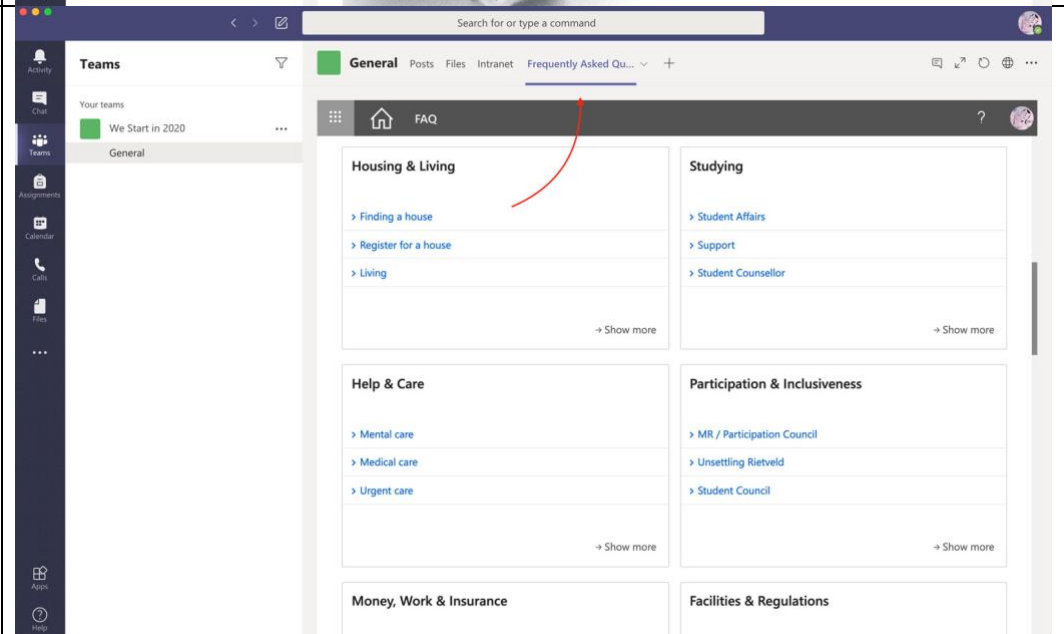 Search for or type a command
Activity
Chat
Teams
Assignments
Calendar
Calls
Files
Apps
Help
Teams
Your teams
We Start in 2020
General
General Posts Files Intranet Frequently Asked Qu...
FAQ
?
Housing & Living
> Finding a house
> Register for a house
> Living
→ Show more
Studying
> Student Affairs
> Support
> Student Counsellor
→ Show more
Help & Care
> Mental care
> Medical care
> Urgent care
→ Show more
Participation & Inclusiveness
> MR / Participation Council
> Unsettling Rietveld
> Student Council
→ Show more
Money, Work & Insurance
Facilities & Regulations